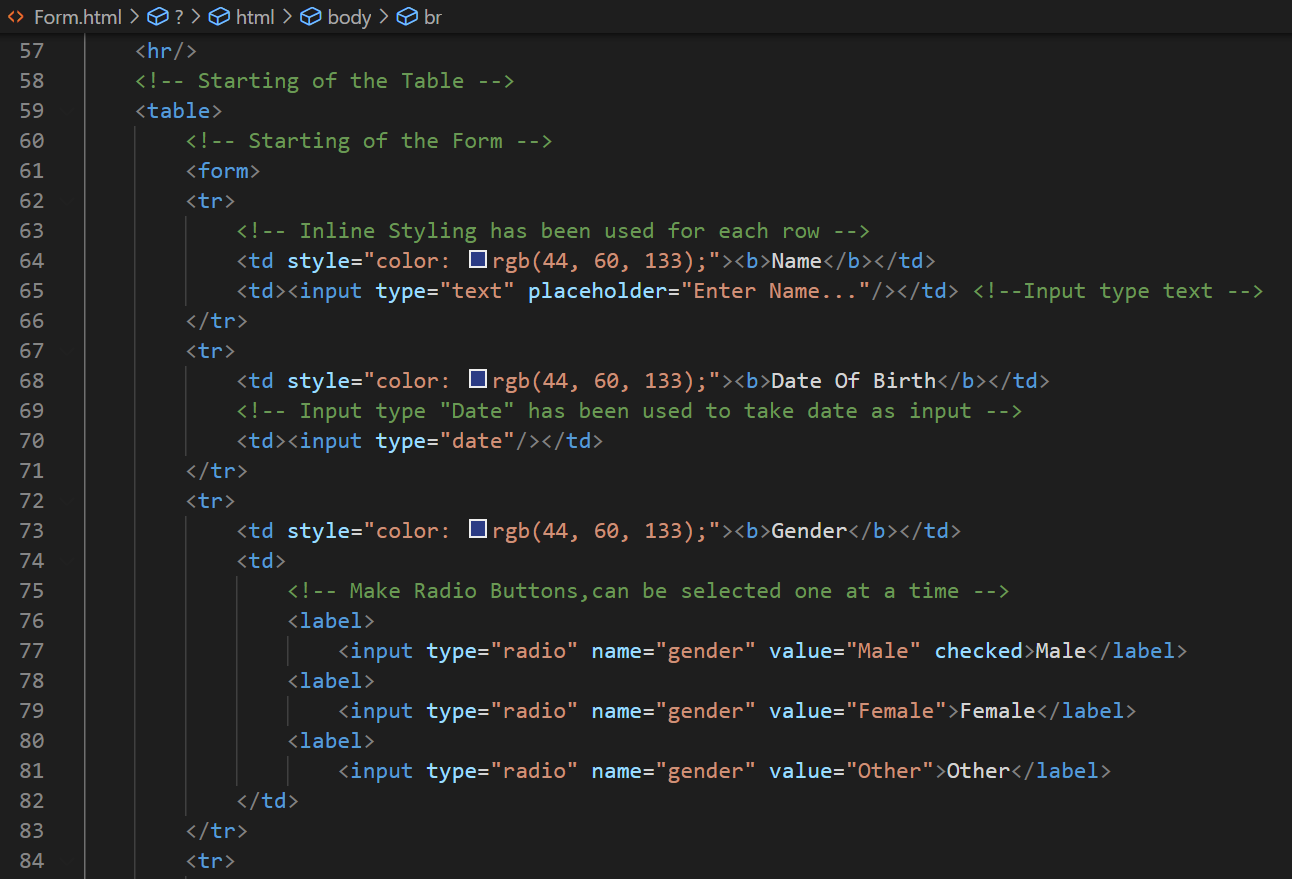 <> Form.html > ? > html > body > br
57 <hr/>
58 <!-- Starting of the Table -->
59 <table>
60 <!-- Starting of the Form -->
61 <form>
62 <tr>
63 <!-- Inline Styling has been used for each row -->
64 <td style="color: rgb(44, 60, 133);"><b>Name</b></td>
65 <td><input type="text" placeholder="Enter Name..."/></td> <!--Input type text -->
66 </tr>
67 <tr>
68 <td style="color: rgb(44, 60, 133);"><b>Date Of Birth</b></td>
69 <!-- Input type "Date" has been used to take date as input -->
70 <td><input type="date"/></td>
71 </tr>
72 <tr>
73 <td style="color: rgb(44, 60, 133);"><b>Gender</b></td>
74 <td>
75 <!-- Make Radio Buttons,can be selected one at a time -->
76 <label>
77 <input type="radio" name="gender" value="Male" checked>Male</label>
78 <label>
79 <input type="radio" name="gender" value="Female">Female</label>
80 <label>
81 <input type="radio" name="gender" value="Other">Other</label>
82 </td>
83 </tr>
84 <tr>